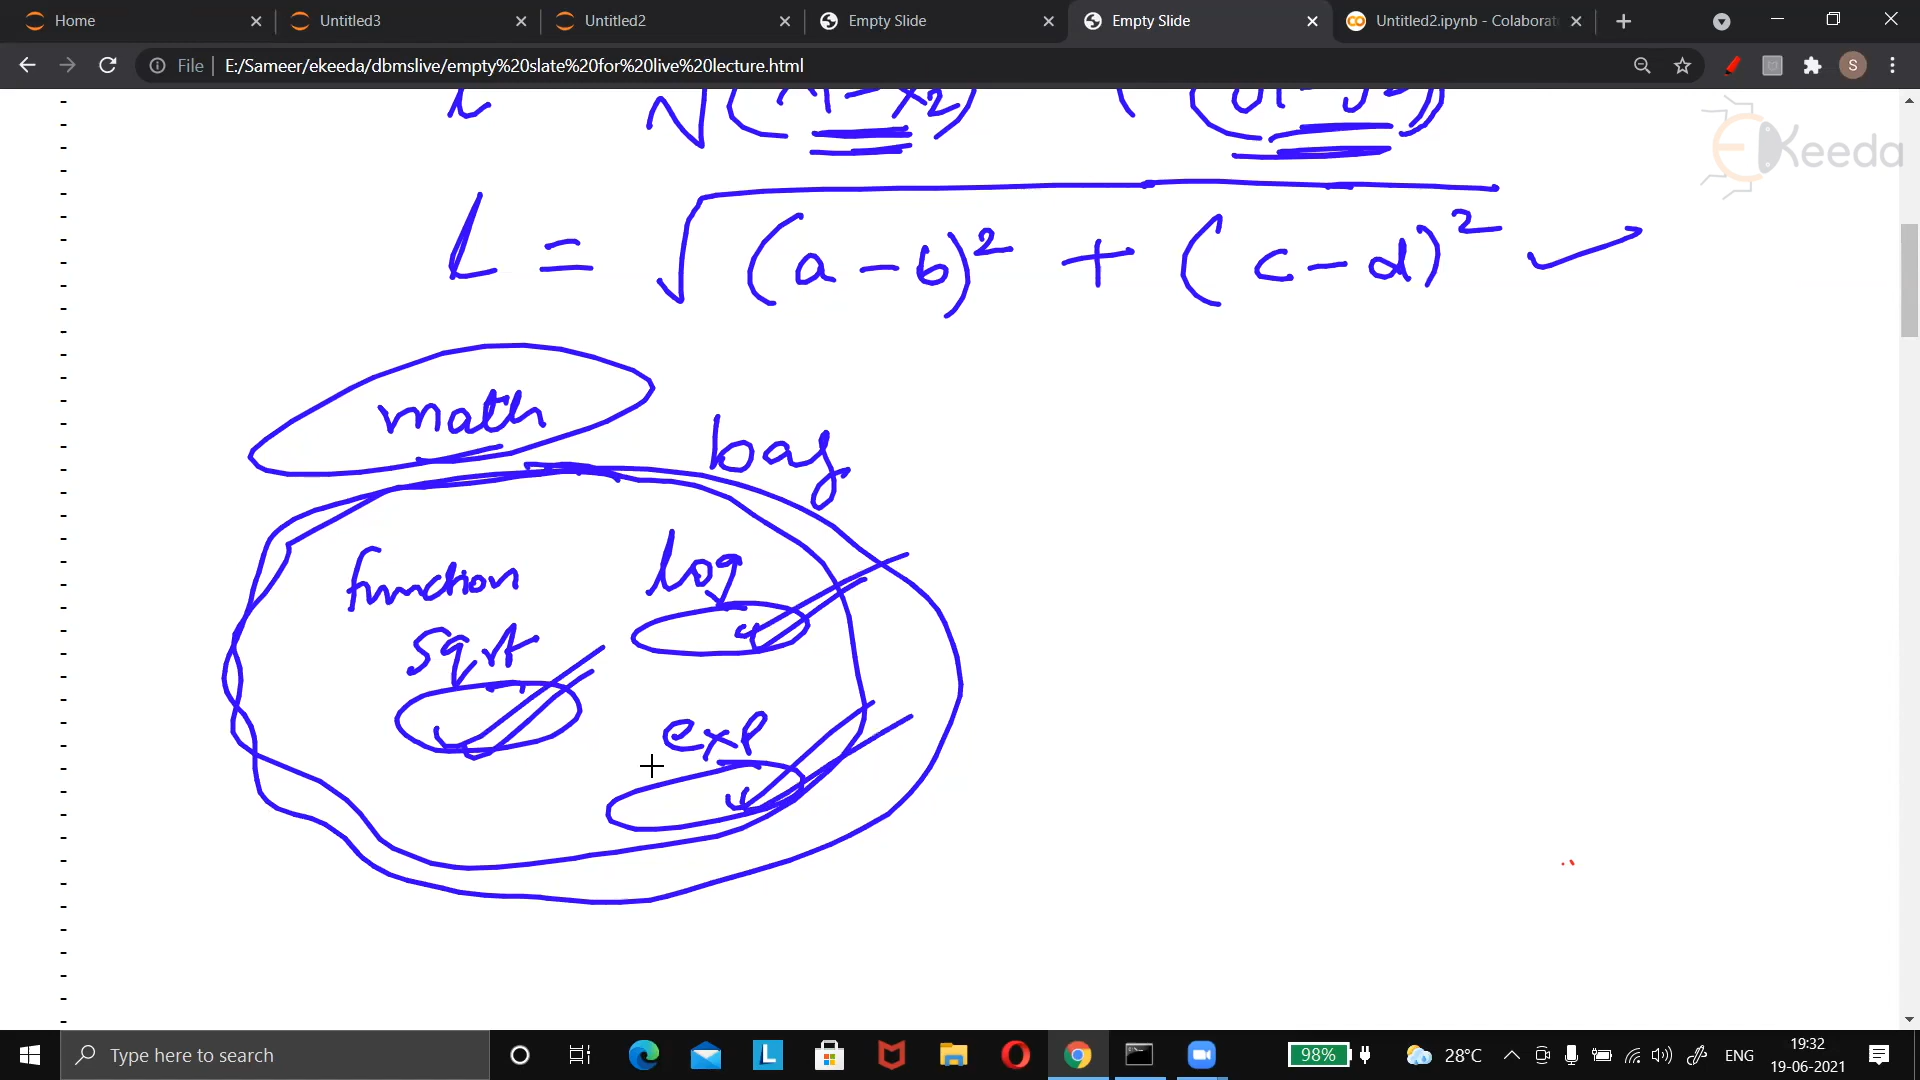 Home
Untitled3
Untitled2
Empty Slide
Empty Slide
Untitled2.ipynb - Colaborat
File
E:/Sameer/ekeeda/dbmslive/empty%20slate%20for%20live%20lecture.html
S
Keeda
L = √(a - b)² + (c - d)²
math
bag
function
log
sqrt
exp
Type here to search
L
98%
28°C
ENG
19:32
19-06-2021